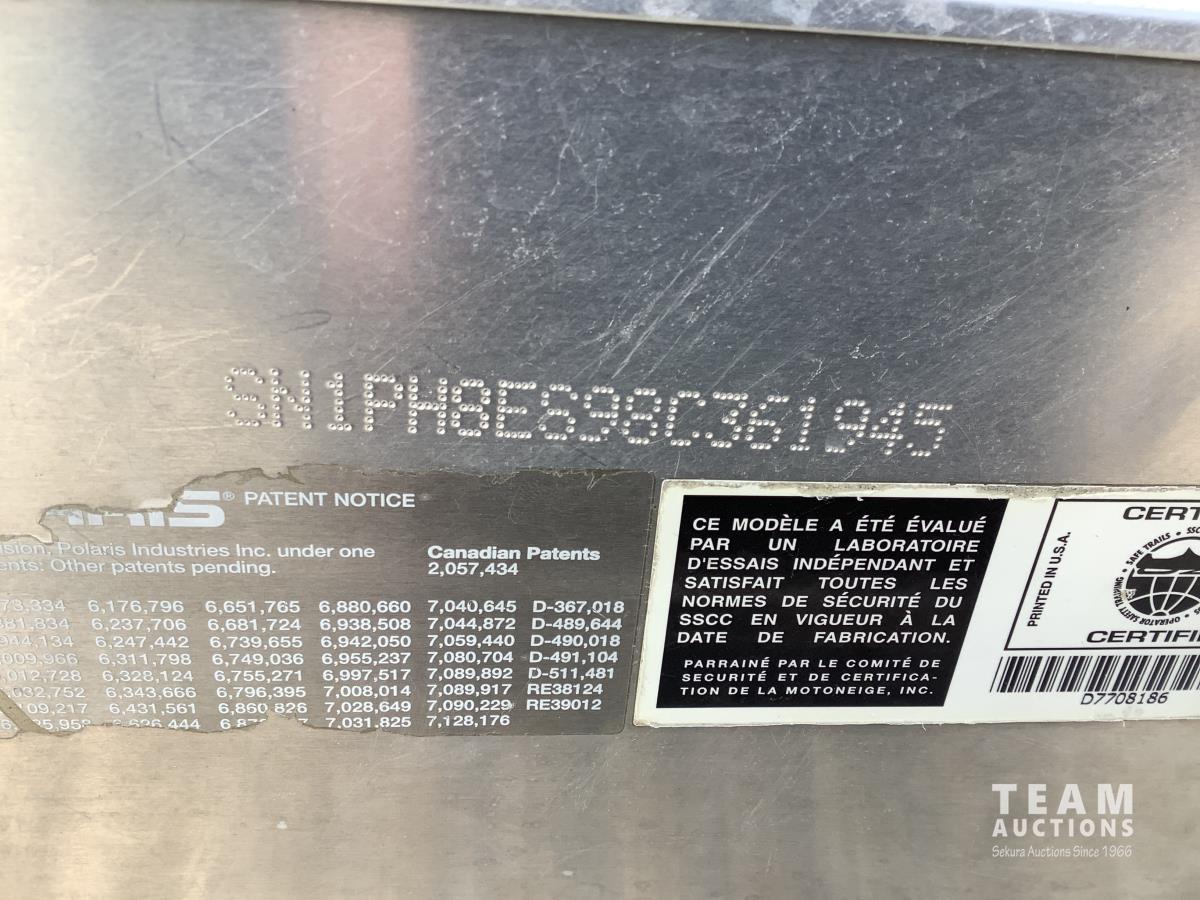 SN1PH8ES98C361945
® PATENT NOTICE
Polaris Industries Inc. under one
Other patents pending.
Canadian Patents
2,057,434
6,176,796 6,651,765 6,880,660 7,040,645 D-367,018
6,237,706 6,681,724 6,938,508 7,044,872 D-489,644
6,247,442 6,739,655 6,942,050 7,059,440 D-490,018
6,311,798 6,749,036 6,955,237 7,080,704 D-491,104
6,328,124 6,755,271 6,997,517 7,089,892 D-511,481
6,343,666 6,796,395 7,008,014 7,089,917 RE38124
6,431,561 6,860,826 7,028,649 7,090,229 RE39012
7,031,825 7,128,176
CE MODÈLE A ÉTÉ ÉVALUÉ
PAR UN LABORATOIRE
D'ESSAIS INDÉPENDANT ET
SATISFAIT TOUTES LES
NORMES DE SÉCURITÉ DU
SSCC EN VIGUEUR À LA
DATE DE FABRICATION.
PARRAINÉ PAR LE COMITÉ DE
SECURITÉ ET DE CERTIFICA-
TION DE LA MOTONEIGE, INC.
PRINTED IN U.S.A.
CERT
SAFE TRAILS • SSC
OPERATOR SAFETY TRAINING
CERTIFI
D7708186
TEAM
AUCTIONS
Sekura Auctions Since 1966